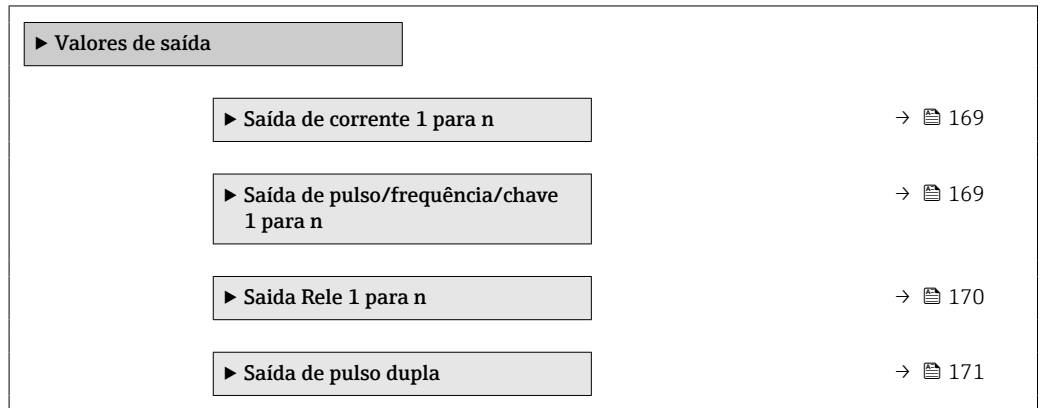 ► Valores de saída
► Saída de corrente 1 para n → 169
► Saída de pulso/frequência/chave → 169
1 para n
► Saida Rele 1 para n → 170
► Saída de pulso dupla → 171